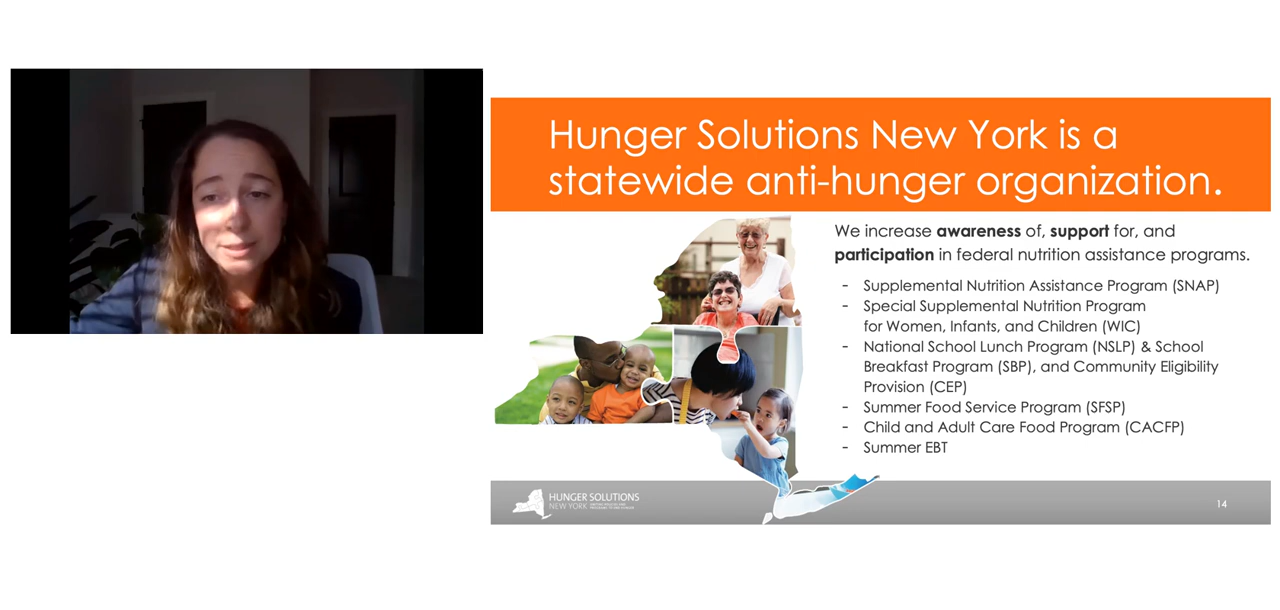 Hunger Solutions New York is a
statewide anti-hunger organization.
We increase awareness of, support for, and
participation in federal nutrition assistance programs.
- Supplemental Nutrition Assistance Program (SNAP)
- Special Supplemental Nutrition Program
for Women, Infants, and Children (WIC)
- National School Lunch Program (NSLP) & School
Breakfast Program (SBP), and Community Eligibility
Provision (CEP)
- Summer Food Service Program (SFSP)
- Child and Adult Care Food Program (CACFP)
- Summer EBT
HUNGER SOLUTIONS
NEW YORK
14